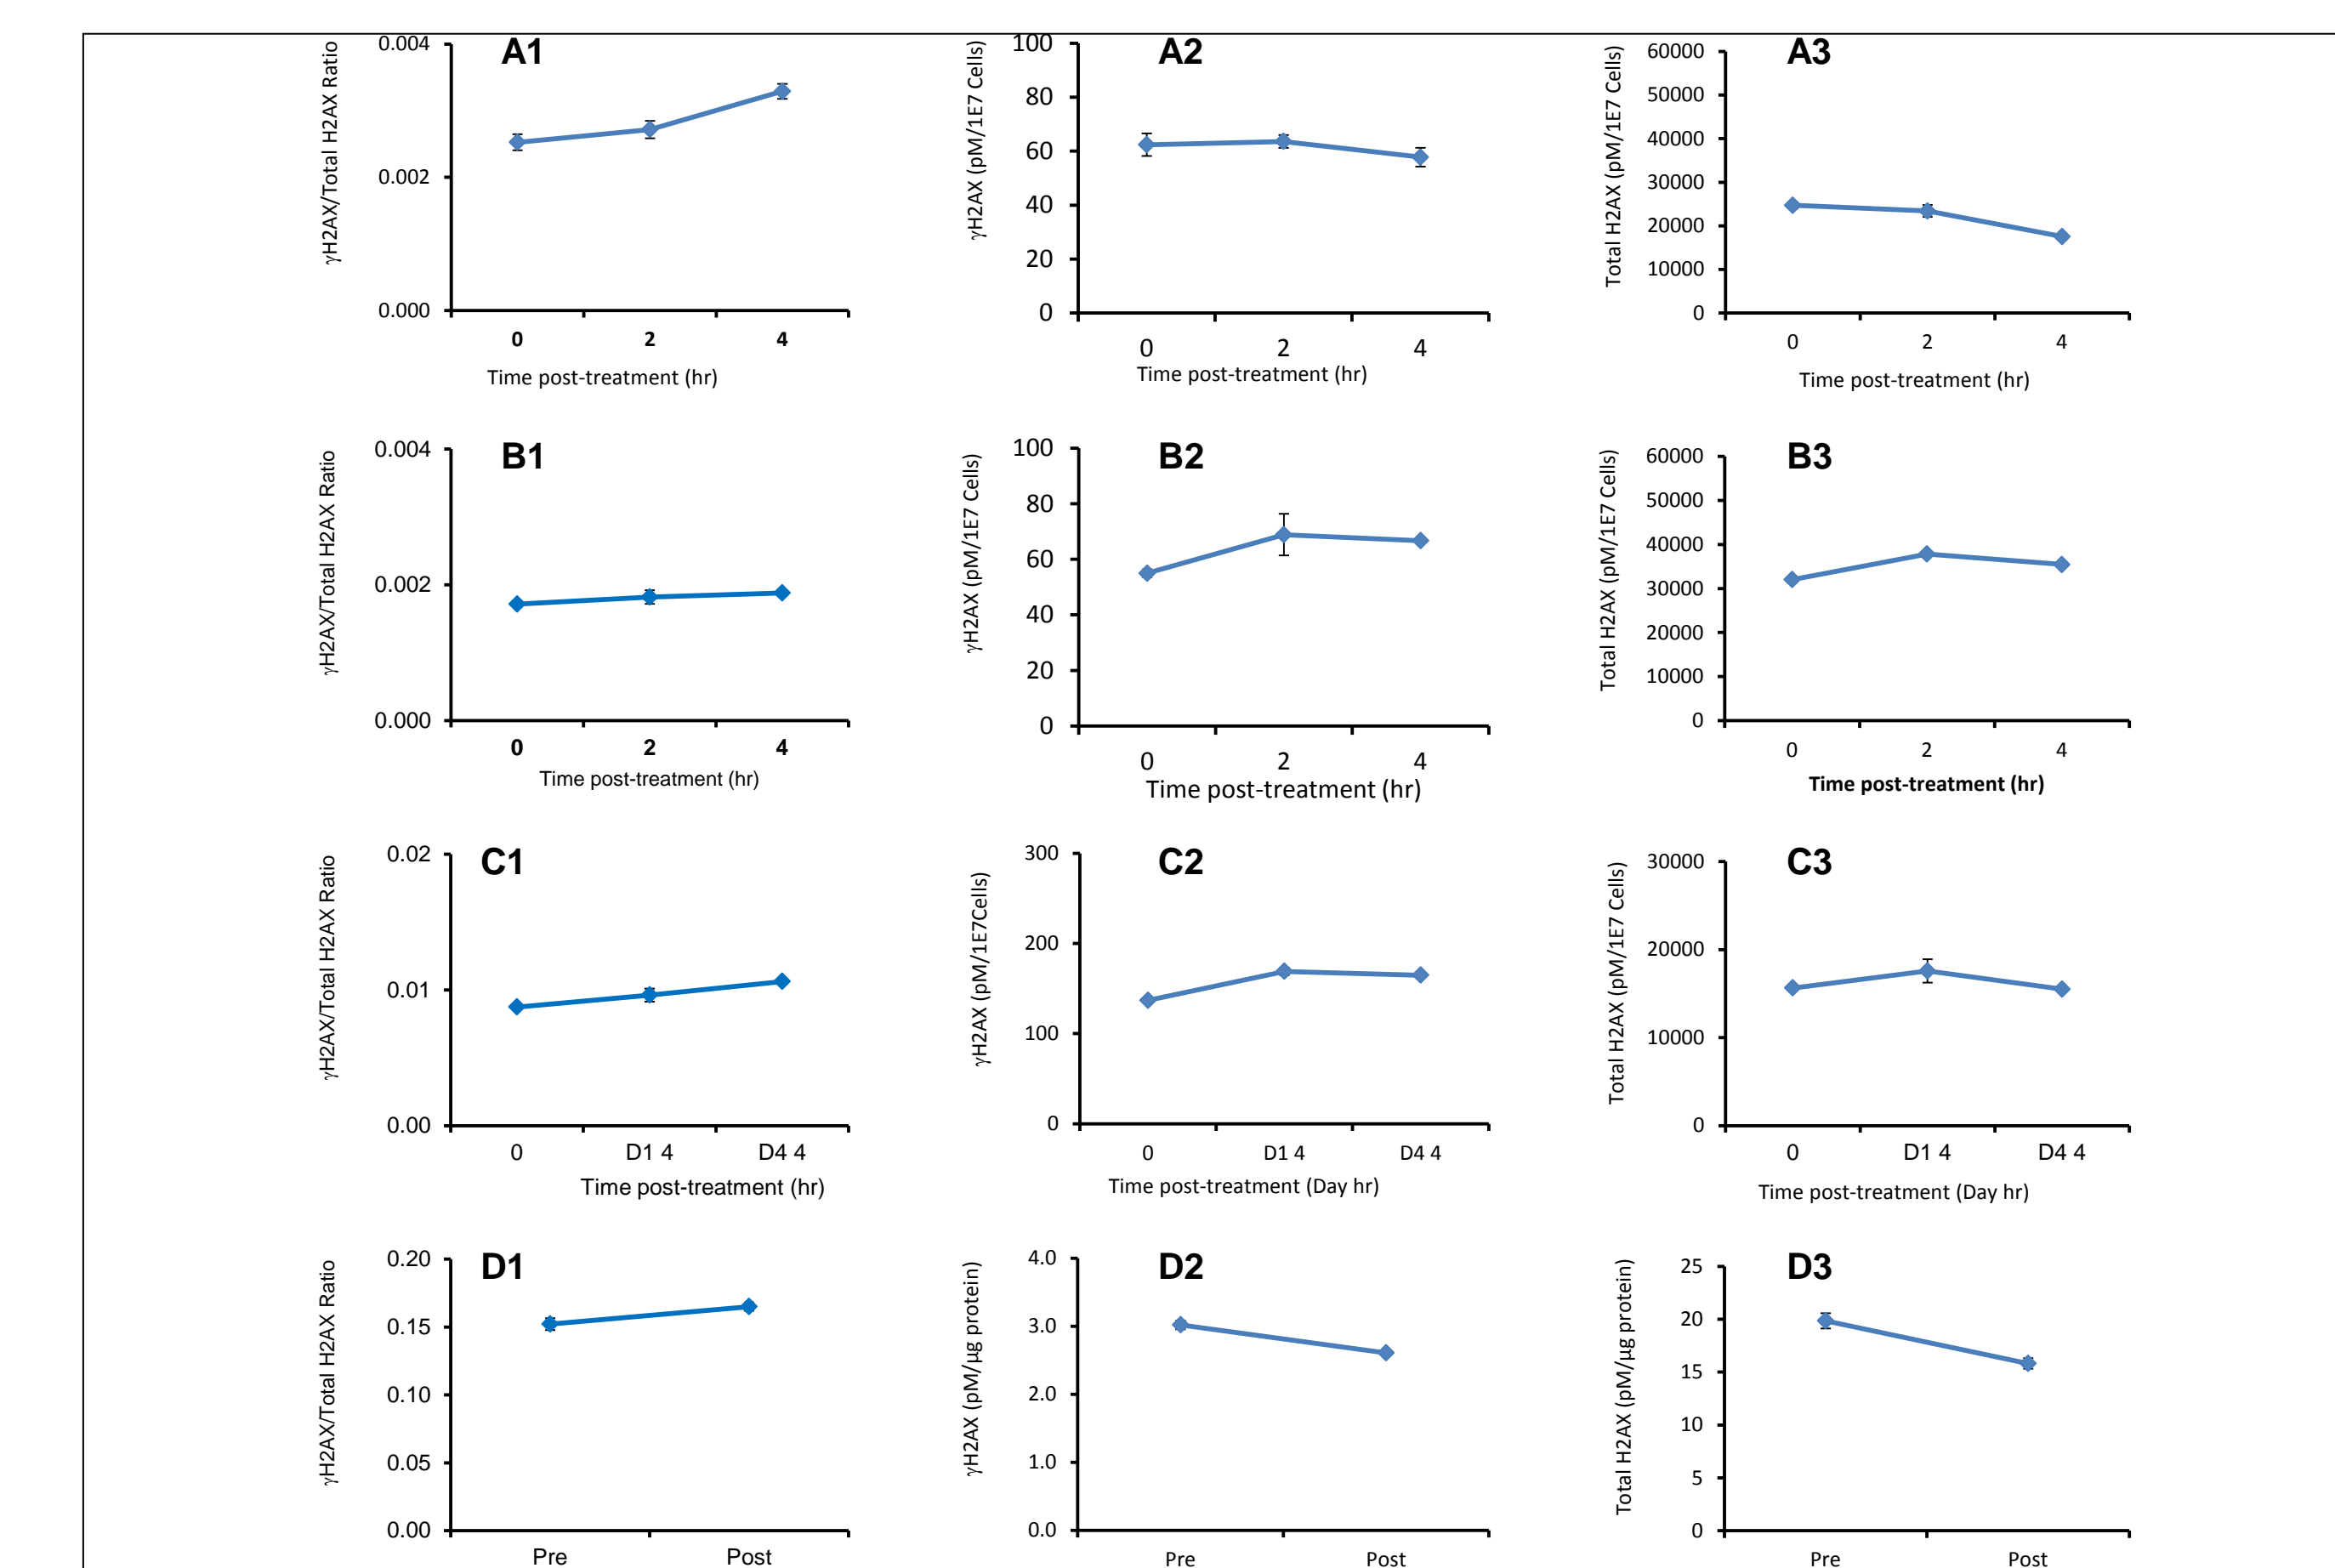 A1
γH2AX/Total H2AX Ratio
0.004
0.002
0.000
0 2 4
Time post-treatment (hr)
A2
γH2AX (pM/1E7 Cells)
100
80
60
40
20
0
0 2 4
Time post-treatment (hr)
A3
Total H2AX (pM/1E7 Cells)
60000
50000
40000
30000
20000
10000
0
0 2 4
Time post-treatment (hr)
B1
γH2AX/Total H2AX Ratio
0.004
0.002
0.000
0 2 4
Time post-treatment (hr)
B2
γH2AX (pM/1E7 Cells)
100
80
60
40
20
0
0 2 4
Time post-treatment (hr)
B3
Total H2AX (pM/1E7 Cells)
60000
50000
40000
30000
20000
10000
0
0 2 4
Time post-treatment (hr)
C1
γH2AX/Total H2AX Ratio
0.02
0.01
0.00
0 D1 4 D4 4
Time post-treatment (hr)
C2
γH2AX (pM/1E7Cells)
300
200
100
0
0 D1 4 D4 4
Time post-treatment (Day hr)
C3
Total H2AX (pM/1E7 Cells)
30000
20000
10000
0
0 D1 4 D4 4
Time post-treatment (Day hr)
D1
γH2AX/Total H2AX Ratio
0.20
0.15
0.10
0.05
0.00
Pre Post
D2
γH2AX (pM/µg protein)
4.0
3.0
2.0
1.0
0.0
Pre Post
D3
Total H2AX (pM/µg protein)
25
20
15
10
5
0
Pre Post